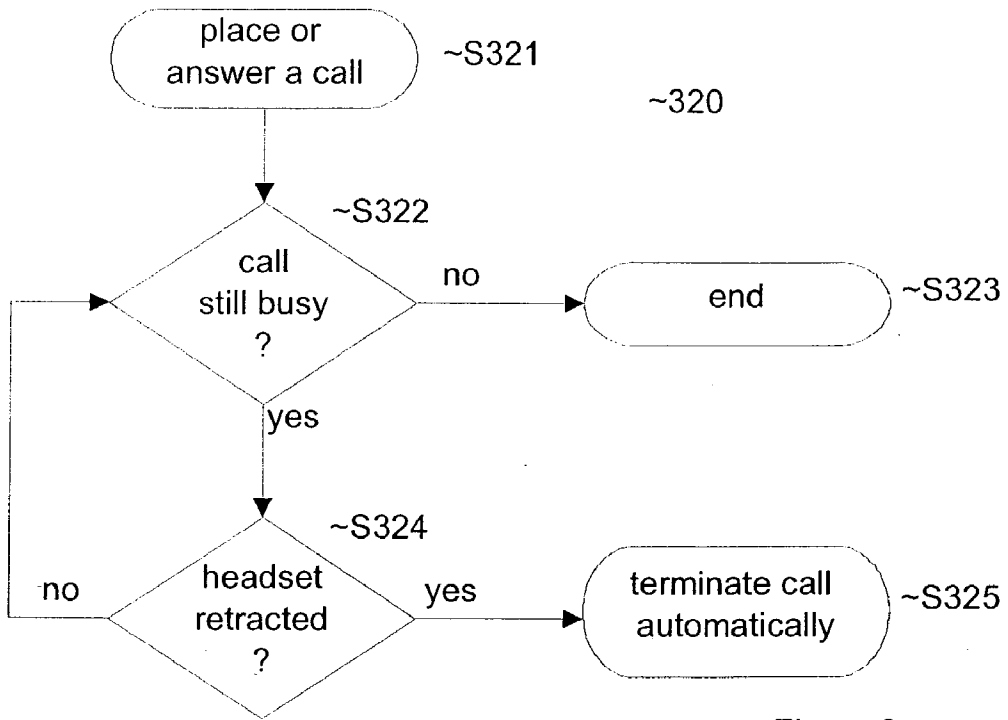 place or
answer a call
~S321
~320
~S322
call
still busy
?
no
end
~S323
yes
~S324
headset
retracted
?
no
yes
terminate call
automatically
~S325